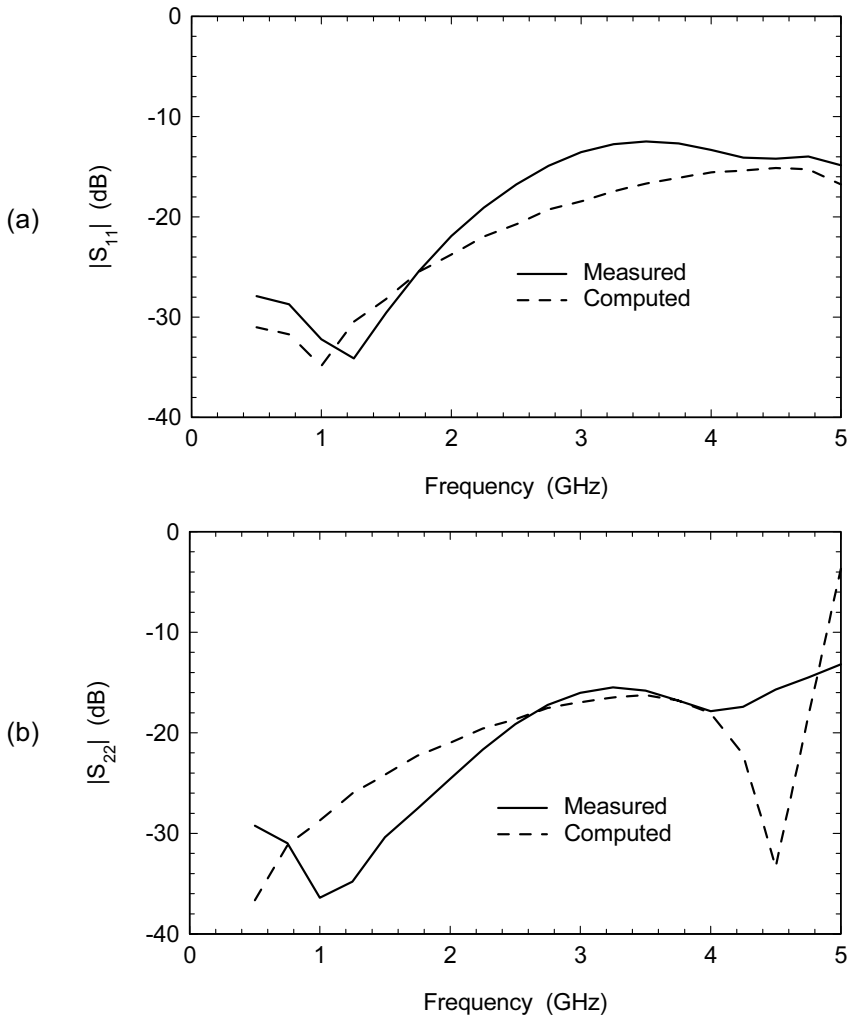 (a)
|S11| (dB)
0
-10
-20
-30
-40
Measured
Computed
0 1 2 3 4 5
Frequency (GHz)
(b)
|S22| (dB)
0
-10
-20
-30
-40
Measured
Computed
0 1 2 3 4 5
Frequency (GHz)